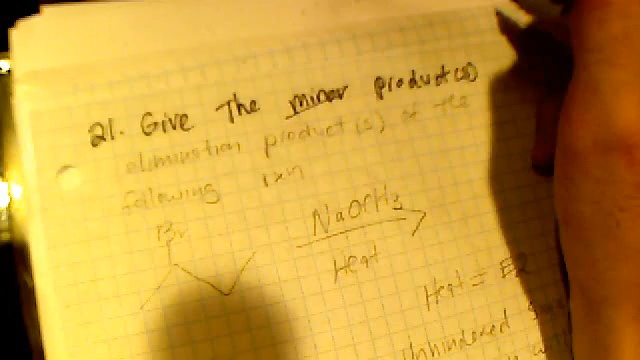 21. Give The minor product(s)
elimination product(s) of the
following rxn
Br
NaOCH3
Heat
Heat = E2
Unhindered